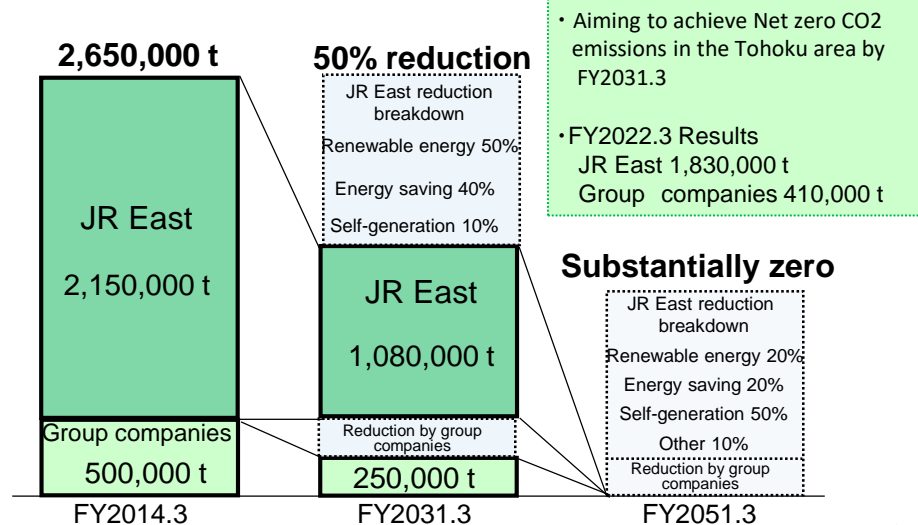 ・ Aiming to achieve Net zero CO2
emissions in the Tohoku area by
FY2031.3
・FY2022.3 Results
JR East 1,830,000 t
Group companies 410,000 t
2,650,000 t
JR East
2,150,000 t
Group companies
500,000 t
FY2014.3
50% reduction
JR East reduction
breakdown
Renewable energy 50%
Energy saving 40%
Self-generation 10%
JR East
1,080,000 t
Reduction by group
companies
250,000 t
FY2031.3
Substantially zero
JR East reduction
breakdown
Renewable energy 20%
Energy saving 20%
Self-generation 50%
Other 10%
Reduction by group
companies
FY2051.3